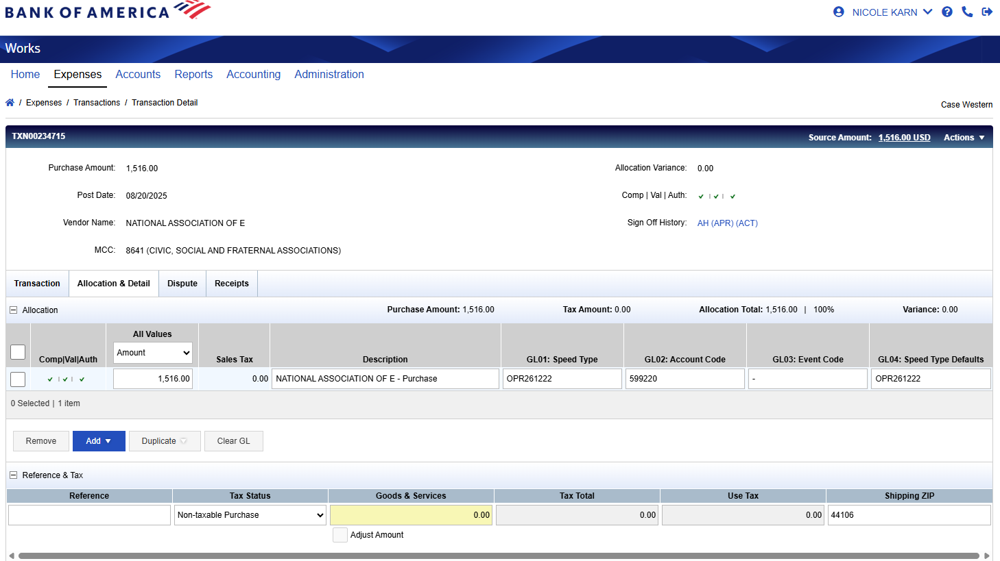 BANK OF AMERICA
NICOLE KARN
Works
Home Expenses Accounts Reports Accounting Administration
/ Expenses / Transactions / Transaction Detail
Case Western
TXN00234715 Source Amount: 1,516.00 USD Actions
Purchase Amount: 1,516.00 Allocation Variance: 0.00
Post Date: 08/20/2025 Comp | Val | Auth:
Vendor Name: NATIONAL ASSOCIATION OF E Sign Off History: AH (APR) (ACT)
MCC: 8641 (CIVIC, SOCIAL AND FRATERNAL ASSOCIATIONS)
Transaction Allocation & Detail Dispute Receipts
Allocation Purchase Amount: 1,516.00 Tax Amount: 0.00 Allocation Total: 1,516.00 | 100% Variance: 0.00
All Values
Amount
Comp|Val|Auth Sales Tax Description GL01: Speed Type GL02: Account Code GL03: Event Code GL04: Speed Type Defaults
1,516.00 0.00 NATIONAL ASSOCIATION OF E - Purchase OPR261222 599220 - OPR261222
0 Selected | 1 item
Remove Add Duplicate Clear GL
Reference & Tax
Reference Tax Status Goods & Services Tax Total Use Tax Shipping ZIP
Non-taxable Purchase 0.00 0.00 0.00 44106
Adjust Amount